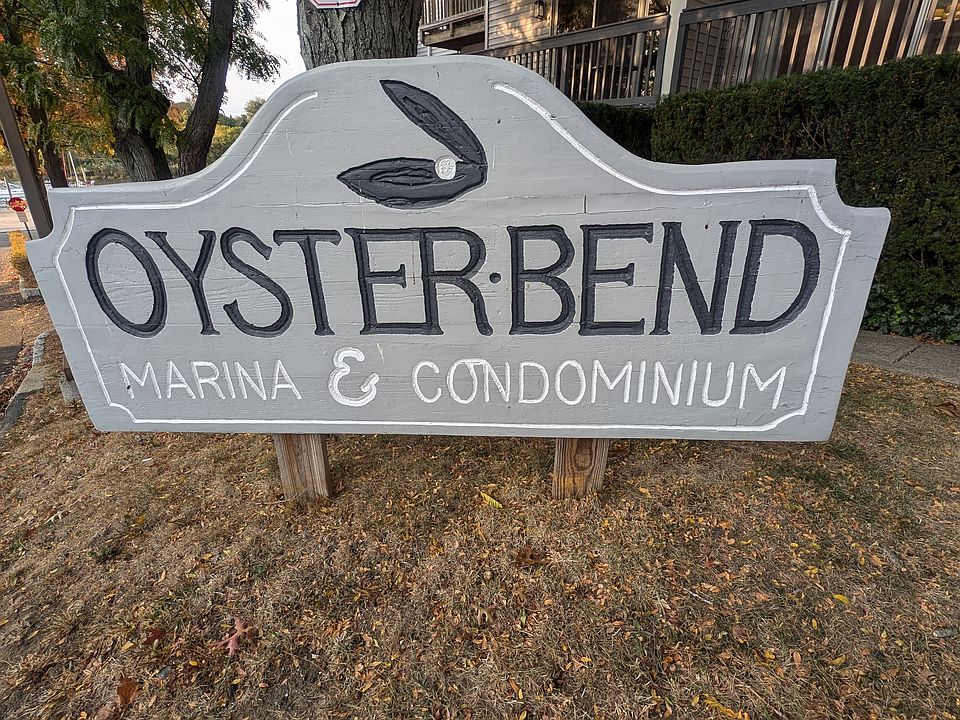 OYSTER·BEND
MARINA & CONDOMINIUM